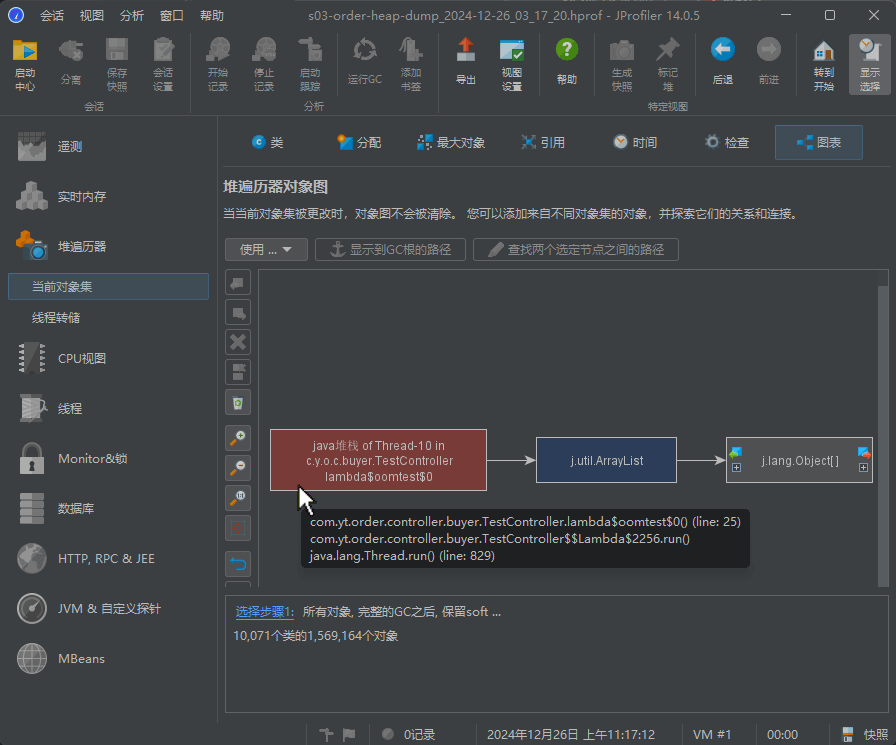 s03-order-heap-dump_2024-12-26_03_17_20.hprof - JProfiler 14.0.5
会话 视图 分析 窗口 帮助
启动中心
分离
保存快照
会话设置
开始记录
停止记录
启动跟踪
运行GC
添加书签
导出
视图设置
帮助
生成快照
标记堆
后退
前进
转到开始
显示选择
会话
分析
特定视图
遥测
实时内存
堆遍历器
当前对象集
线程转储
CPU视图
线程
Monitor&锁
数据库
HTTP, RPC & JEE
JVM & 自定义探针
MBeans
类 分配 最大对象 引用 时间 检查 图表
堆遍历器对象图
当当前对象集被更改时，对象图不会被清除。 您可以添加来自不同对象集的对象，并探索它们的关系和连接。
使用 ...
显示到GC根的路径
查找两个选定节点之间的路径
java堆栈 of Thread-10 in
c.y.o.c.buyer.TestController
lambda$oomtest$0
j.util.ArrayList
j.lang.Object[ ]
com.yt.order.controller.buyer.TestController.lambda$oomtest$0() (line: 25)
com.yt.order.controller.buyer.TestController$$Lambda$2256.run()
java.lang.Thread.run() (line: 829)
选择步骤1: 所有对象, 完整的GC之后, 保留soft ...
10,071个类的1,569,164个对象
0记录
2024年12月26日 上午11:17:12
VM #1
00:00
快照